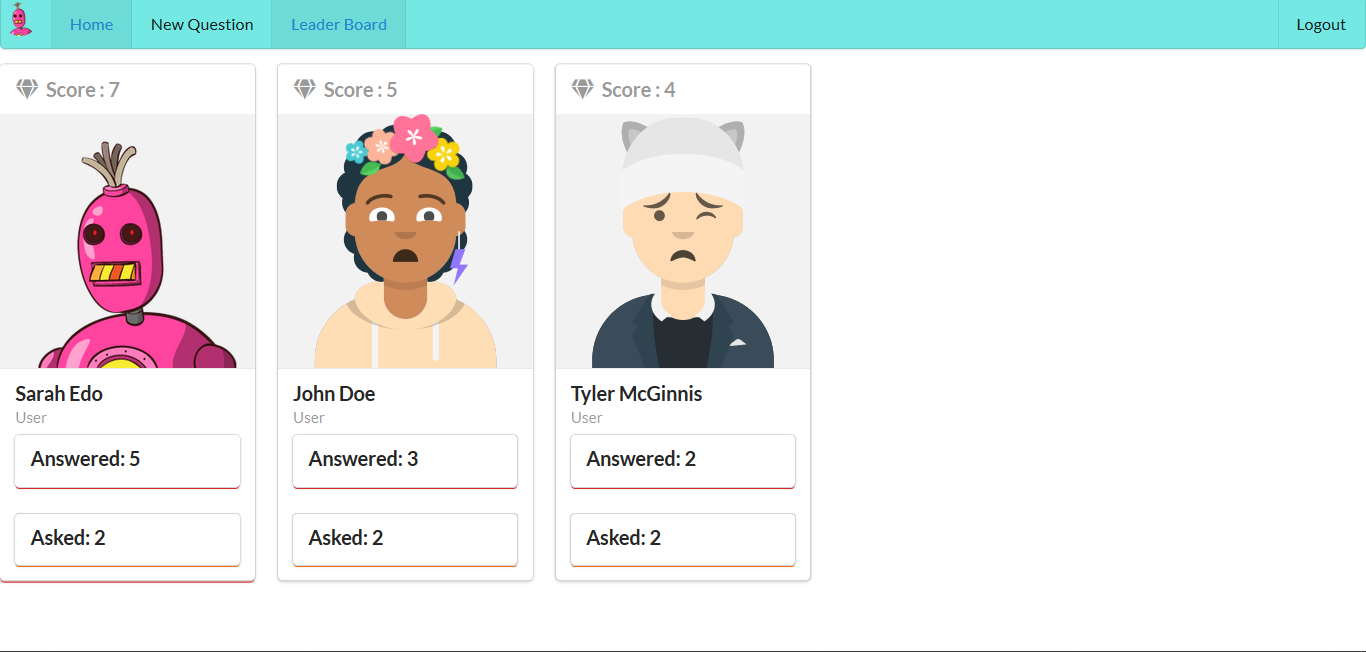 Home New Question Leader Board Logout
Score : 7
Sarah Edo
User
Answered: 5
Asked: 2
Score : 5
John Doe
User
Answered: 3
Asked: 2
Score : 4
Tyler McGinnis
User
Answered: 2
Asked: 2